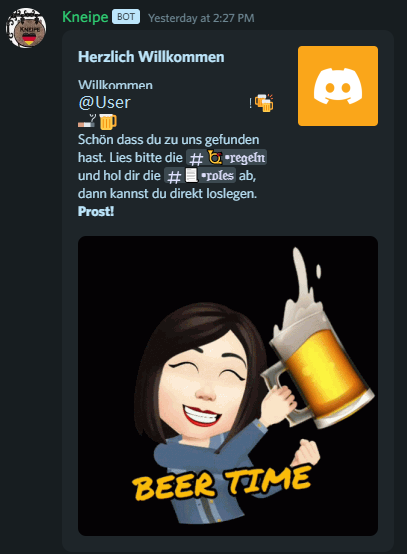 KNEIPE
Kneipe BOT Yesterday at 2:27 PM
Herzlich Willkommen
Willkommen
@User ! 🍻
🚬 🍺
Schön dass du zu uns gefunden
hast. Lies bitte die # 📯•𝖗𝖊𝖌𝖊𝖑𝖓
und hol dir die # 📃•𝖗𝖔𝖑𝖊𝖘 ab,
dann kannst du direkt loslegen.
Prost!
BEER TIME